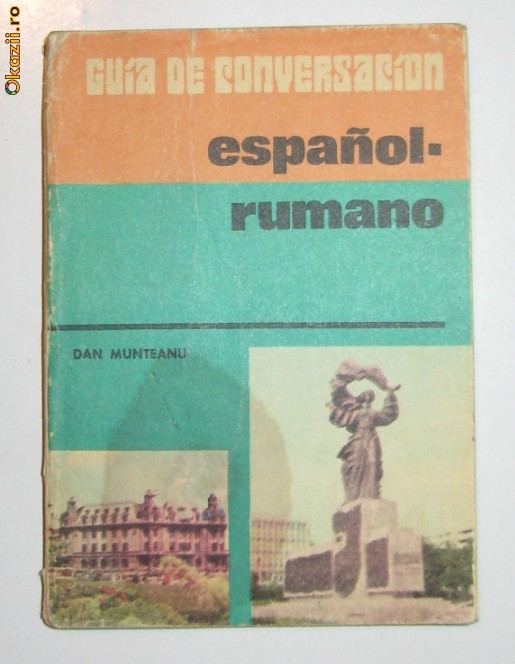 Okazii.ro
GUÍA DE CONVERSACIÓN
español-
rumano
DAN MUNTEANU